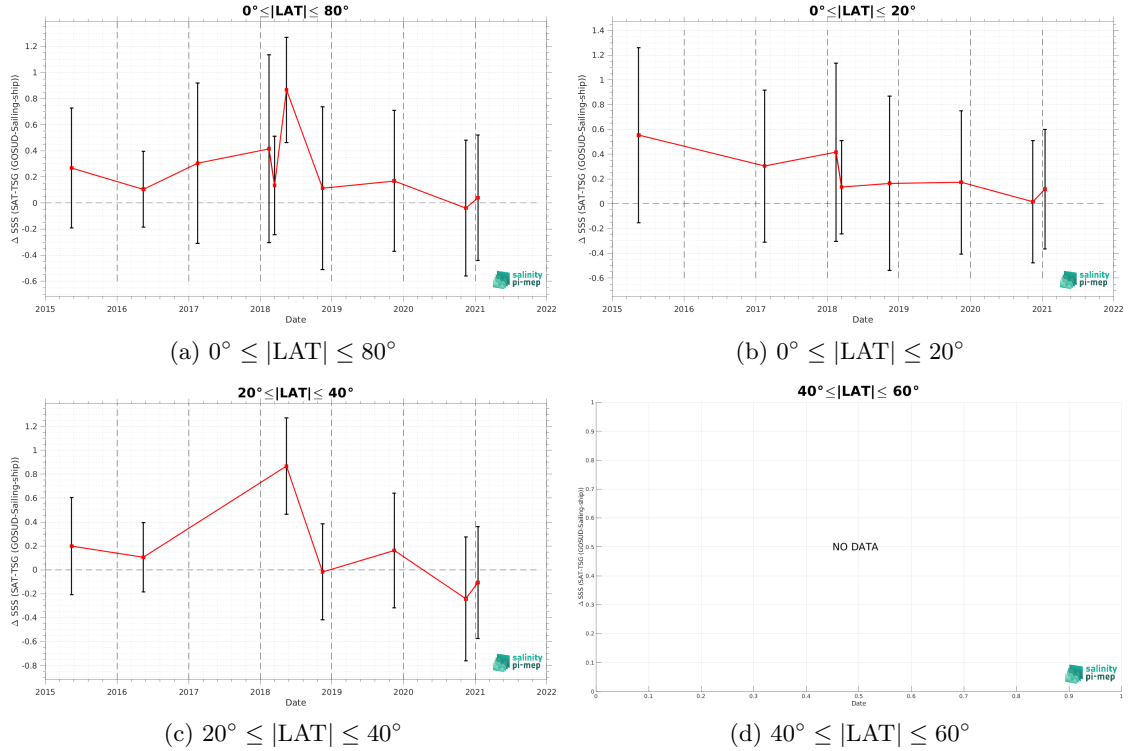 0°≤|LAT|≤ 80°
Δ SSS (SAT-TSG (GOSUD-Sailing-ship))
1.2
1
0.8
0.6
0.4
0.2
0
-0.2
-0.4
-0.6
2015 2016 2017 2018 2019 2020 2021 2022
Date
salinity
pi-mep
(a) 0° ≤ |LAT| ≤ 80°
0°≤|LAT|≤ 20°
Δ SSS (SAT-TSG (GOSUD-Sailing-ship))
1.4
1.2
1
0.8
0.6
0.4
0.2
0
-0.2
-0.4
-0.6
2015 2016 2017 2018 2019 2020 2021 2022
Date
salinity
pi-mep
(b) 0° ≤ |LAT| ≤ 20°
20°≤|LAT|≤ 40°
Δ SSS (SAT-TSG (GOSUD-Sailing-ship))
1.2
1
0.8
0.6
0.4
0.2
0
-0.2
-0.4
-0.6
-0.8
2015 2016 2017 2018 2019 2020 2021 2022
Date
salinity
pi-mep
(c) 20° ≤ |LAT| ≤ 40°
40°≤|LAT|≤ 60°
Δ SSS (SAT-TSG (GOSUD-Sailing-ship))
1
0.9
0.8
0.7
0.6
0.5
0.4
0.3
0.2
0.1
0
NO DATA
0 0.1 0.2 0.3 0.4 0.5 0.6 0.7 0.8 0.9 1
Date
salinity
pi-mep
(d) 40° ≤ |LAT| ≤ 60°